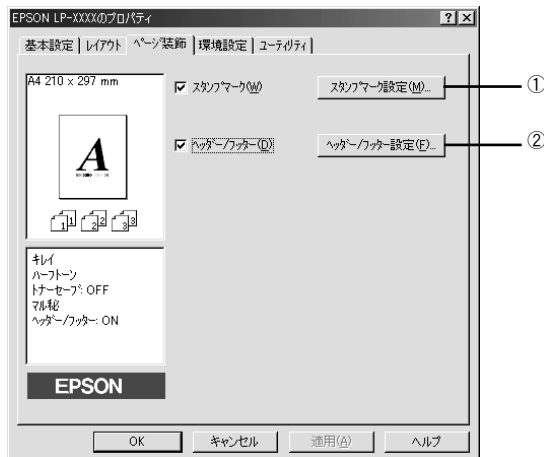 EPSON LP-XXXXのプロパティ
? ×
基本設定 レイアウト ページ装飾 環境設定 ユーティリティ
A4 210 x 297 mm
スタンプマーク(W)
スタンプマーク設定(M)...
①
ヘッダー/フッター(D)
ヘッダー/フッター設定(F)...
②
A
1 1 2 2 3 3
キレイ
ハーフトーン
トナーセーブ: OFF
マル秘
ヘッダー/フッター: ON
EPSON
OK キャンセル 適用(A) ヘルプ